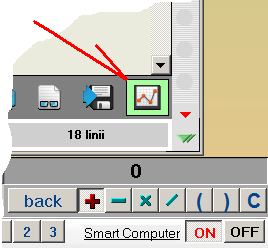 18 linii
0
back + − × / ( ) C
2 3 Smart Computer ON OFF